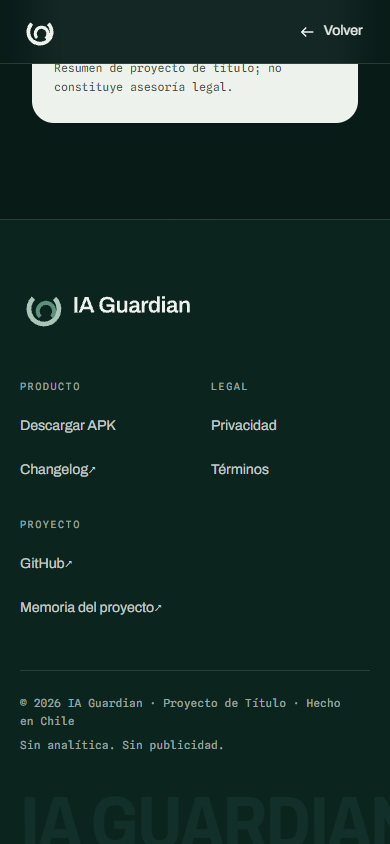 ← Volver
Resumen de proyecto de título; no
constituye asesoría legal.
IA Guardian
PRODUCTO
LEGAL
Descargar APK
Privacidad
Changelog↗
Términos
PROYECTO
GitHub↗
Memoria del proyecto↗
© 2026 IA Guardian · Proyecto de Título · Hecho
en Chile
Sin analítica. Sin publicidad.
IA GUARDIAN